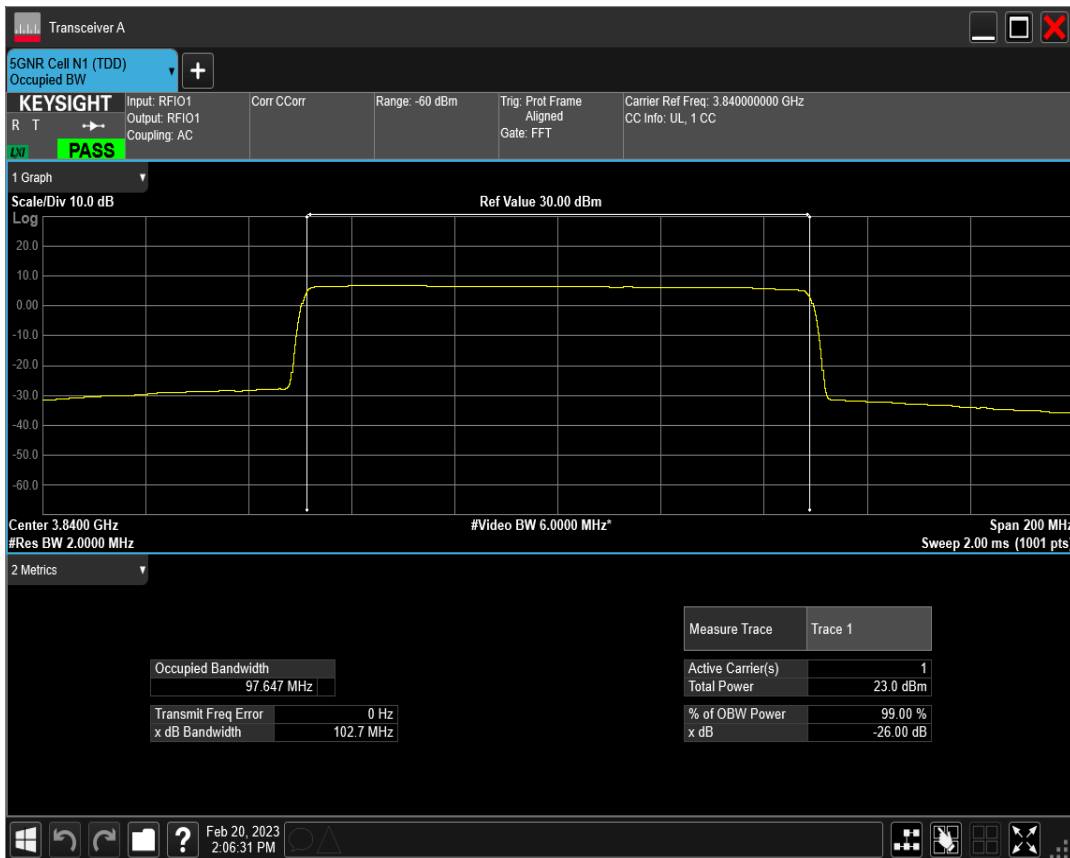 Transceiver A
5GNR Cell N1 (TDD)
Occupied BW
+
KEYSIGHT
R T
LXI
PASS
Input: RFIO1
Output: RFIO1
Coupling: AC
Corr CCorr
Range: -60 dBm
Trig: Prot Frame
Aligned
Gate: FFT
Carrier Ref Freq: 3.840000000 GHz
CC Info: UL, 1 CC
1 Graph
Scale/Div 10.0 dB
Ref Value 30.00 dBm
Log
20.0
10.0
0.00
-10.0
-20.0
-30.0
-40.0
-50.0
-60.0
Center 3.8400 GHz
#Video BW 6.0000 MHz*
Span 200 MHz
#Res BW 2.0000 MHz
Sweep 2.00 ms (1001 pts)
2 Metrics
Measure Trace Trace 1
Occupied Bandwidth
97.647 MHz
Active Carrier(s) 1
Total Power 23.0 dBm
Transmit Freq Error 0 Hz
x dB Bandwidth 102.7 MHz
% of OBW Power 99.00 %
x dB -26.00 dB
?
Feb 20, 2023
2:06:31 PM